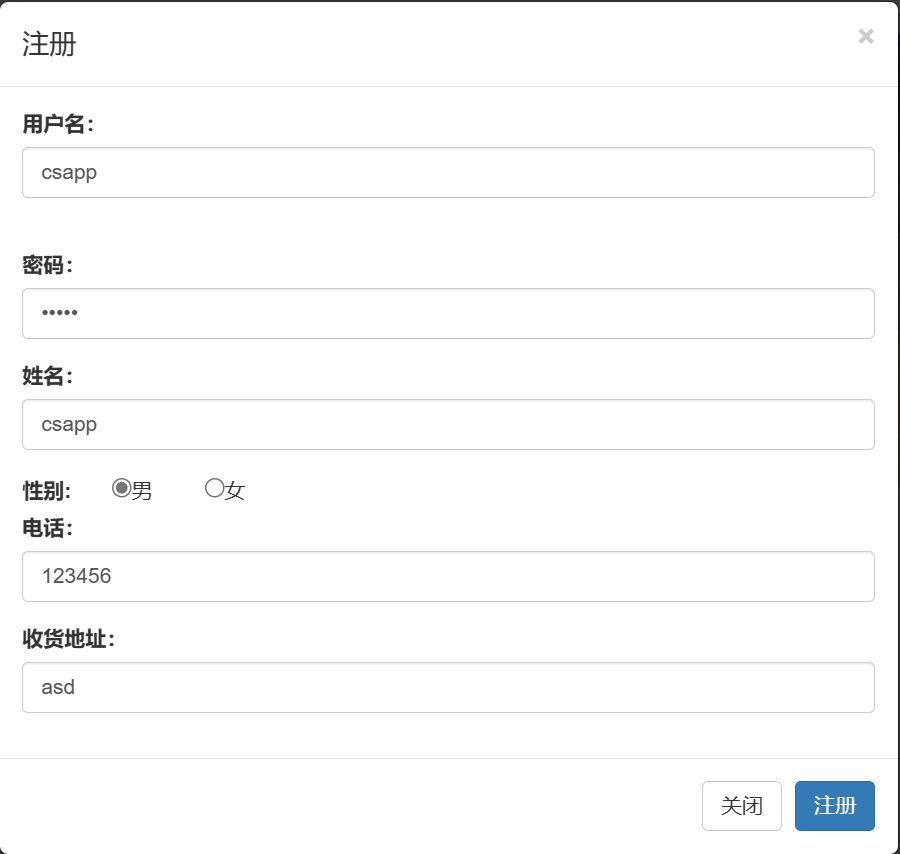 注册
×
用户名：
csapp
密码：
•••••
姓名：
csapp
性别: 男 女
电话：
123456
收货地址：
asd
关闭 注册